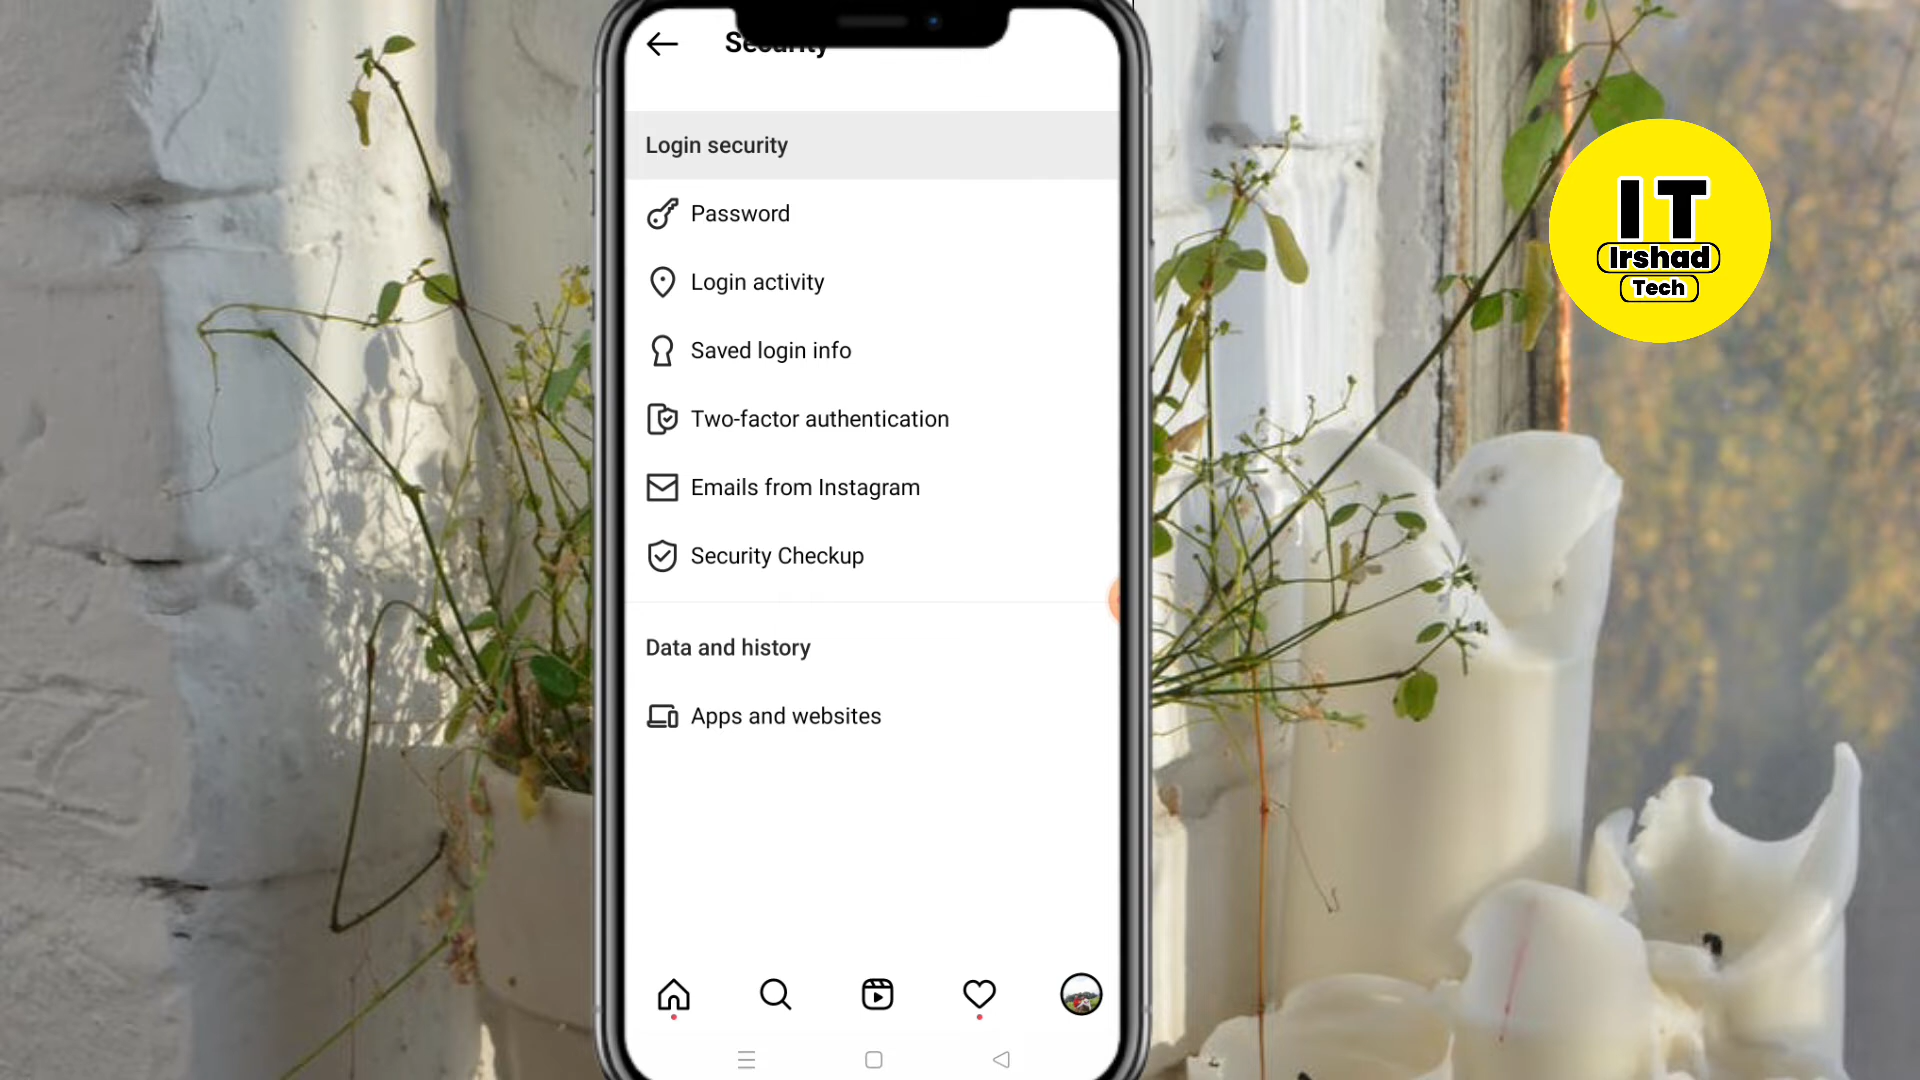 Security
Login security
Password
Login activity
Saved login info
Two-factor authentication
Emails from Instagram
Security Checkup
Data and history
Apps and websites
IT
Irshad
Tech